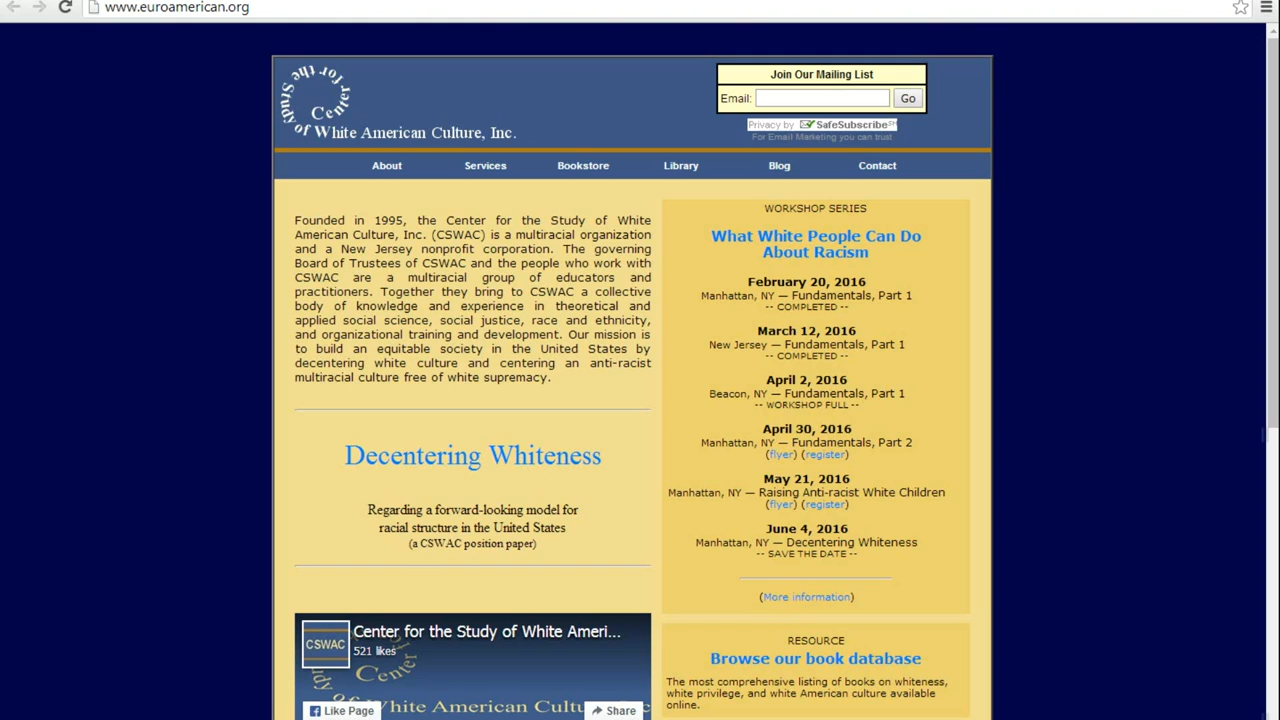 www.euroamerican.org
Center for the Study of White American Culture, Inc.
Join Our Mailing List
Email:
Go
Privacy by SafeSubscribe SM
For Email Marketing you can trust
About Services Bookstore Library Blog Contact
Founded in 1995, the Center for the Study of White
American Culture, Inc. (CSWAC) is a multiracial organization
and a New Jersey nonprofit corporation. The governing
Board of Trustees of CSWAC and the people who work with
CSWAC are a multiracial group of educators and
practitioners. Together they bring to CSWAC a collective
body of knowledge and experience in theoretical and
applied social science, social justice, race and ethnicity,
and organizational training and development. Our mission is
to build an equitable society in the United States by
decentering white culture and centering an anti-racist
multiracial culture free of white supremacy.
Decentering Whiteness
Regarding a forward-looking model for
racial structure in the United States
(a CSWAC position paper)
CSWAC
Center for the Study of White Ameri...
521 likes
Center
Study of White American Cultu
Like Page
Share
WORKSHOP SERIES
What White People Can Do
About Racism
February 20, 2016
Manhattan, NY — Fundamentals, Part 1
-- COMPLETED --
March 12, 2016
New Jersey — Fundamentals, Part 1
-- COMPLETED --
April 2, 2016
Beacon, NY — Fundamentals, Part 1
-- WORKSHOP FULL --
April 30, 2016
Manhattan, NY — Fundamentals, Part 2
(flyer) (register)
May 21, 2016
Manhattan, NY — Raising Anti-racist White Children
(flyer) (register)
June 4, 2016
Manhattan, NY — Decentering Whiteness
-- SAVE THE DATE --
(More information)
RESOURCE
Browse our book database
The most comprehensive listing of books on whiteness,
white privilege, and white American culture available
online.